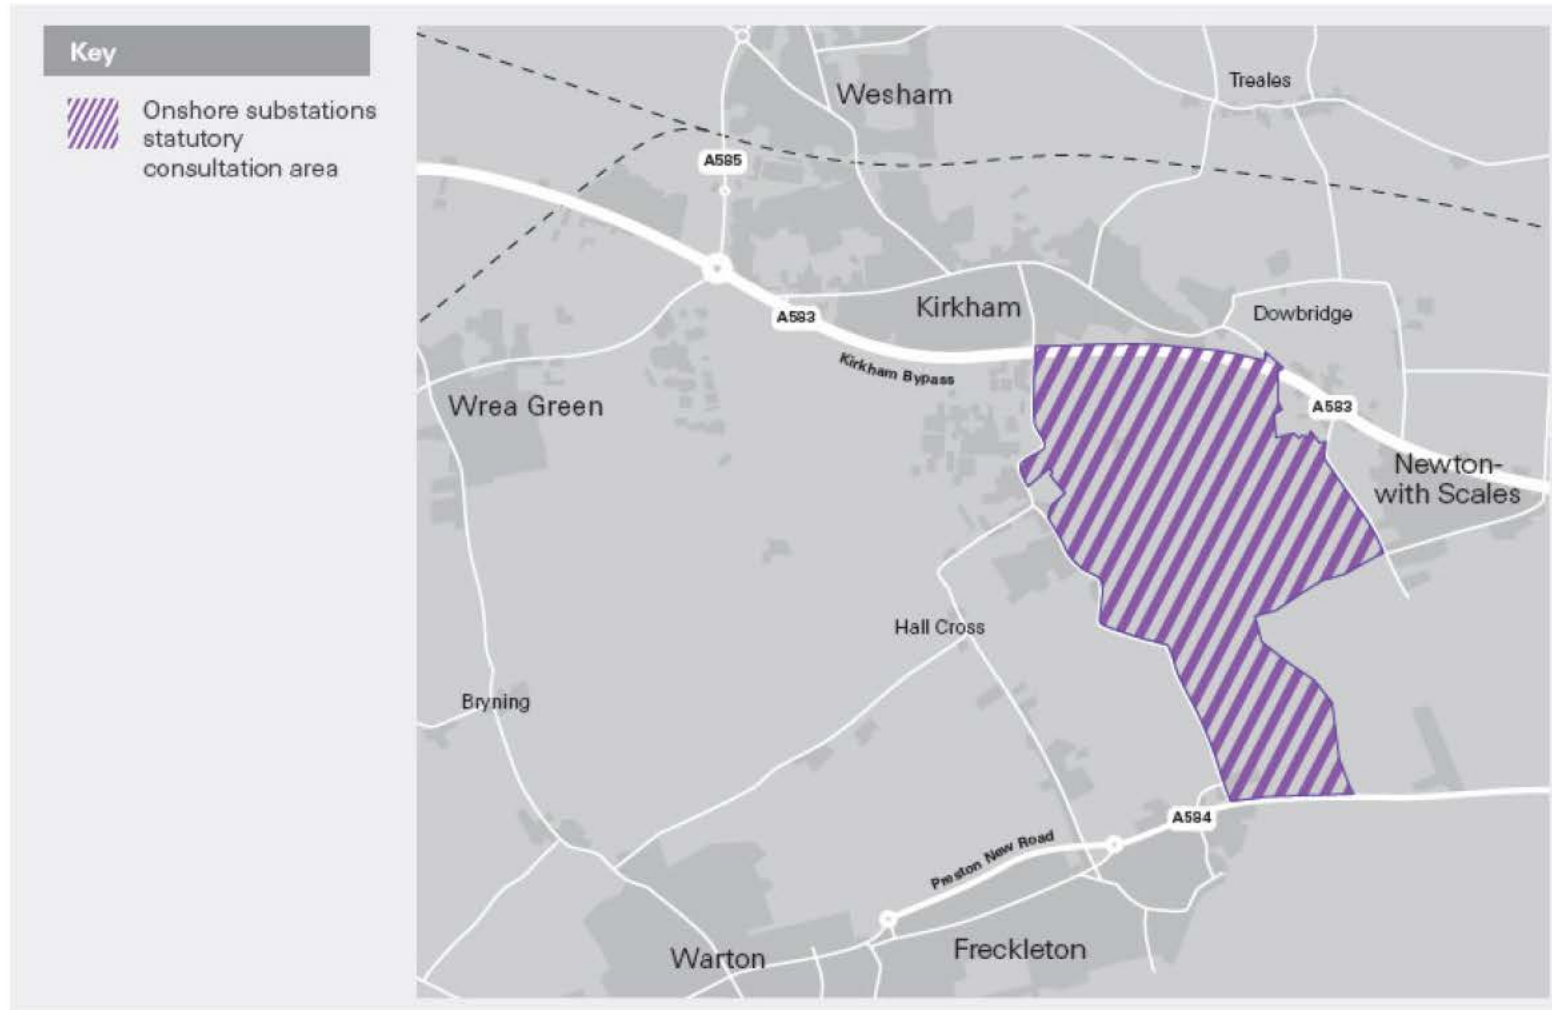 Key
Onshore substations
statutory
consultation area
Wesham
Treales
A585
Kirkham
Dowbridge
A583
Kirkham Bypass
Wrea Green
A583
Newton-
with Scales
Hall Cross
Bryning
A584
Preston New Road
Warton
Freckleton